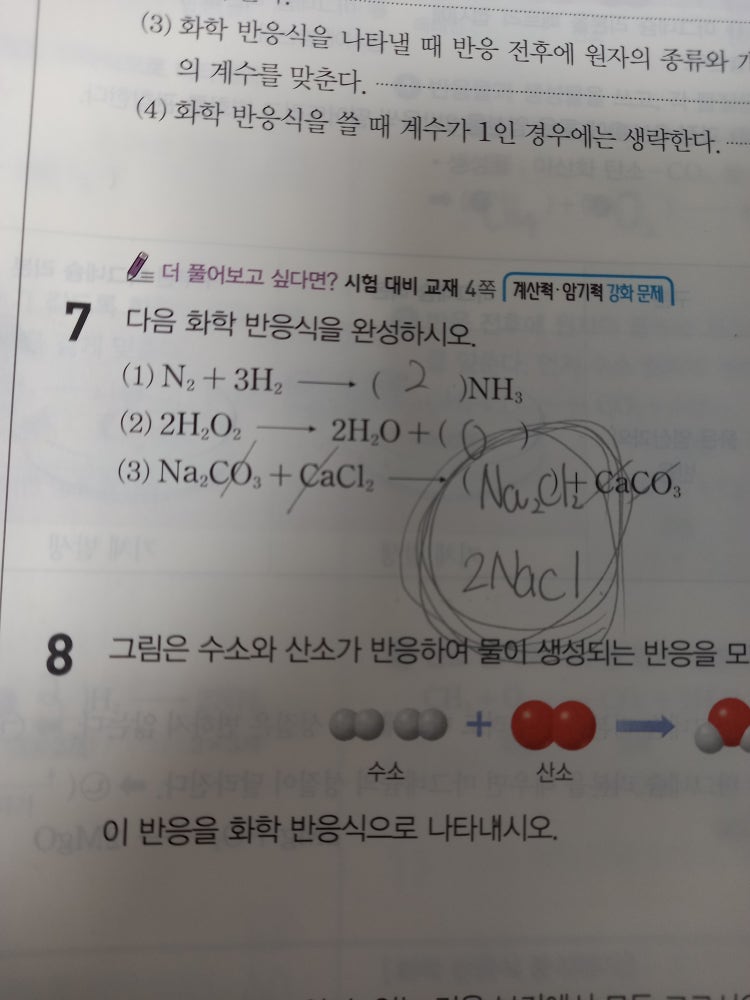 (3) 화학 반응식을 나타낼 때 반응 전후에 원자의 종류와
의 계수를 맞춘다.
(4) 화학 반응식을 쓸 때 계수가 1인 경우에는 생략한다.
더 풀어보고 싶다면? 시험 대비 교재 4쪽 계산력·암기력 강화 문제
7 다음 화학 반응식을 완성하시오.
(1) N₂ + 3H₂ ⟶ ( 2 )NH₃
(2) 2H₂O₂ ⟶ 2H₂O + ( )
(3) Na₂CO₃ + CaCl₂ ⟶ ( Na₂Cl₂ ) + CaCO₃
2NaCl
8 그림은 수소와 산소가 반응하여 물이 생성되는 반응을 모
+
수소 산소
이 반응을 화학 반응식으로 나타내시오.